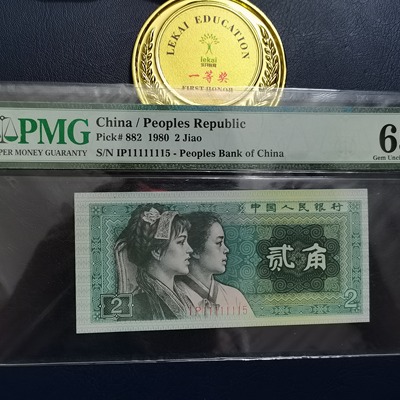 LEKAI EDUCATION
lekai
一等奖
FIRST HONOR
PMG
PAPER MONEY GUARANTY
China / Peoples Republic
Pick# 882 1980 2 Jiao
S/N IP11111115 - Peoples Bank of China
Gem Unc
中国人民银行
贰角
IP11111115
2
2